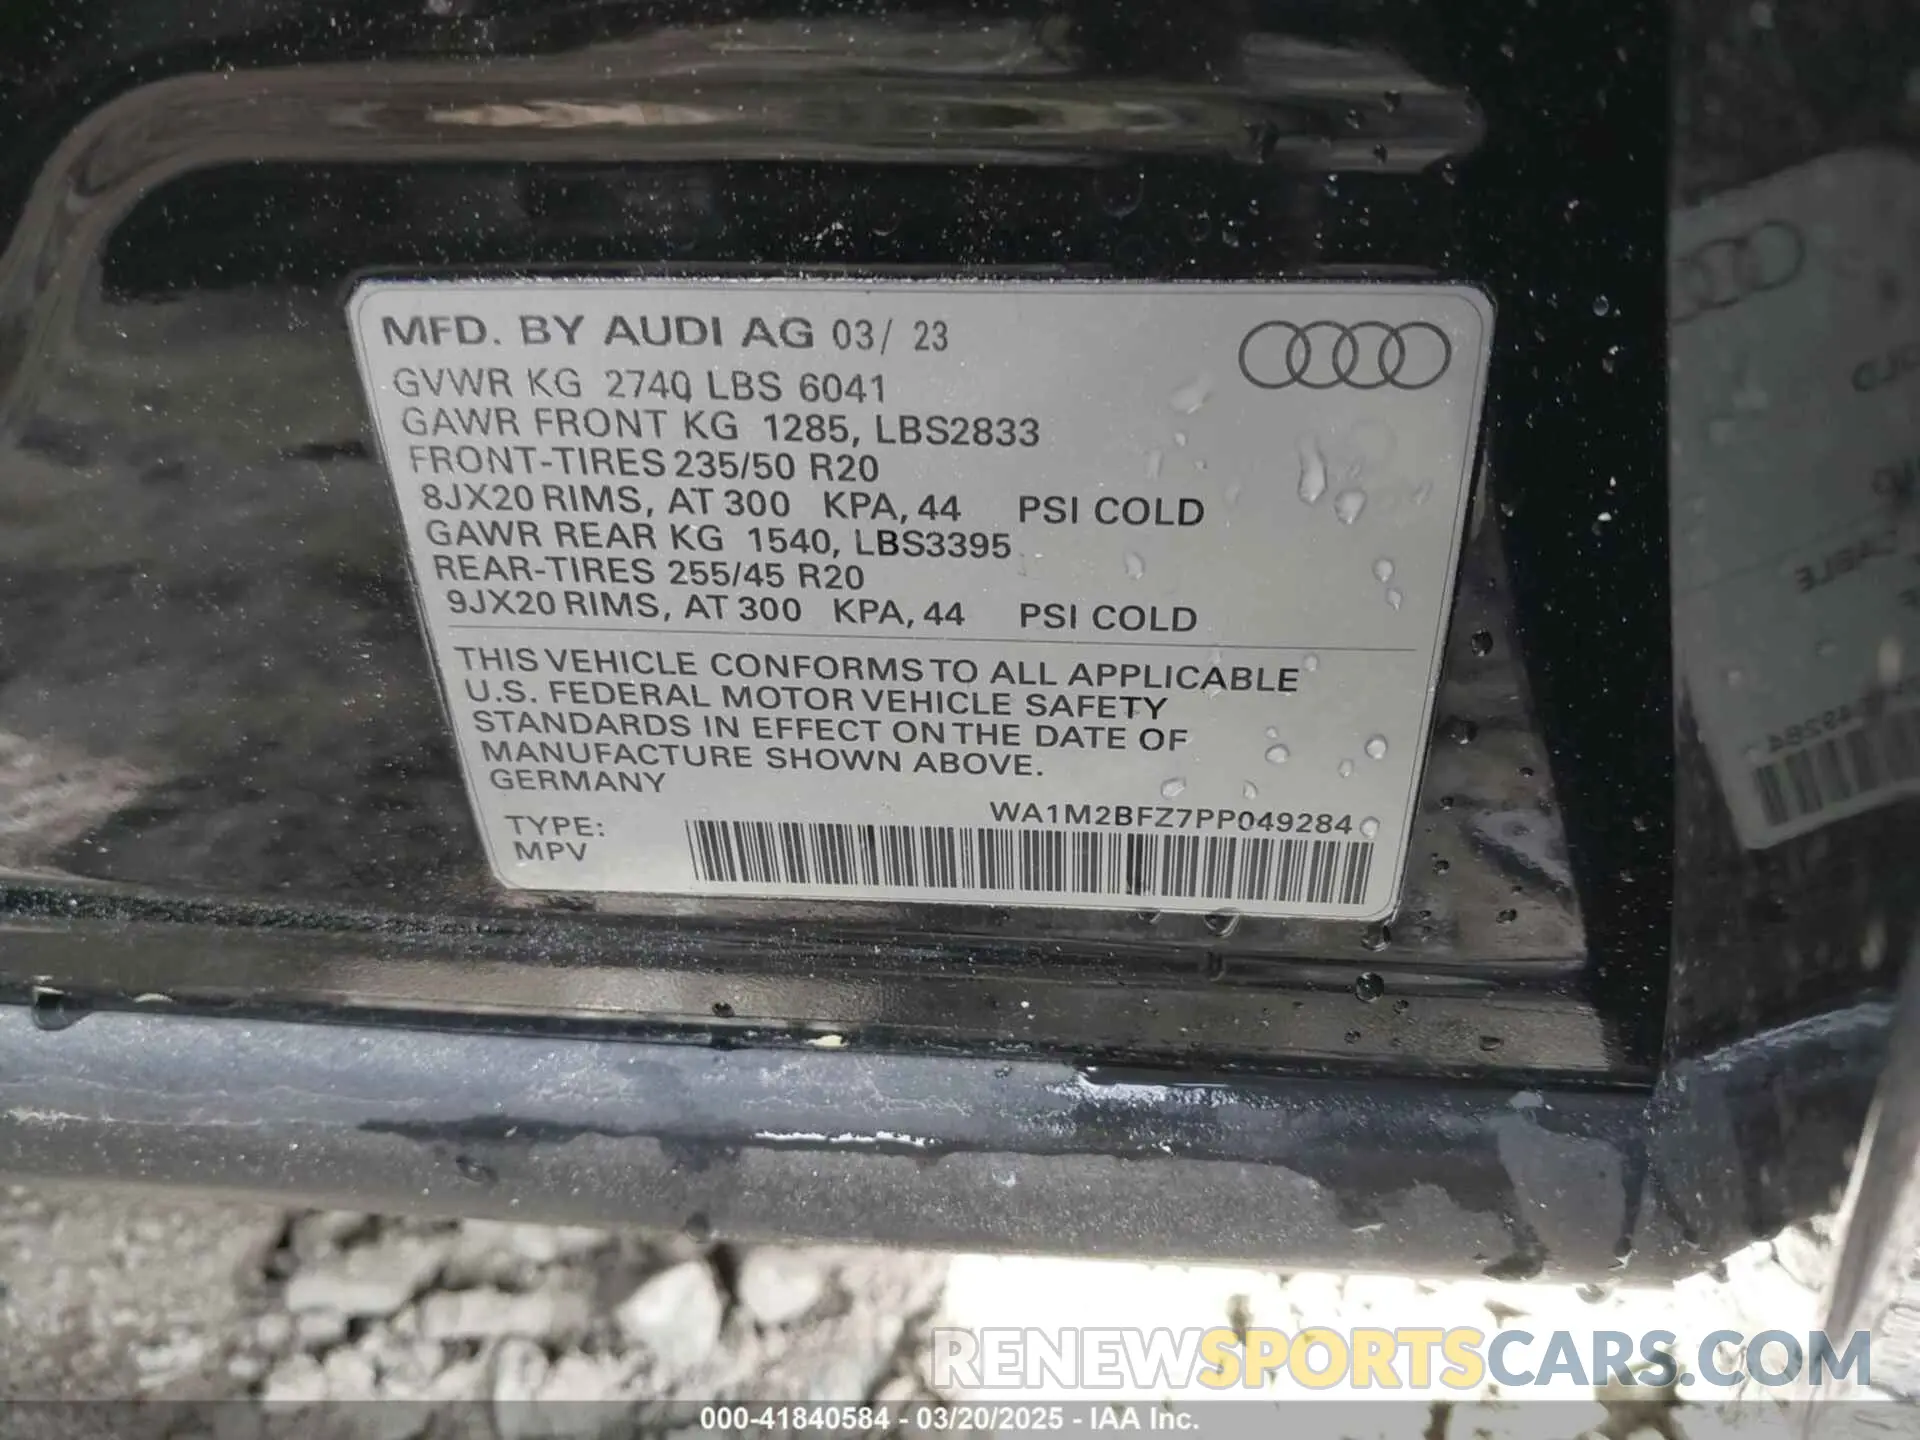 MFD. BY AUDI AG 03/ 23
GVWR KG 2740 LBS 6041
GAWR FRONT KG 1285, LBS2833
FRONT-TIRES 235/50 R20
8JX20 RIMS, AT 300 KPA, 44 PSI COLD
GAWR REAR KG 1540, LBS3395
REAR-TIRES 255/45 R20
9JX20 RIMS, AT 300 KPA, 44 PSI COLD
THIS VEHICLE CONFORMS TO ALL APPLICABLE
U.S. FEDERAL MOTOR VEHICLE SAFETY
STANDARDS IN EFFECT ON THE DATE OF
MANUFACTURE SHOWN ABOVE.
GERMANY
WA1M2BFZ7PP049284
TYPE:
MPV
RENEWSPORTSCARS.COM
000-41840584 - 03/20/2025 - IAA Inc.